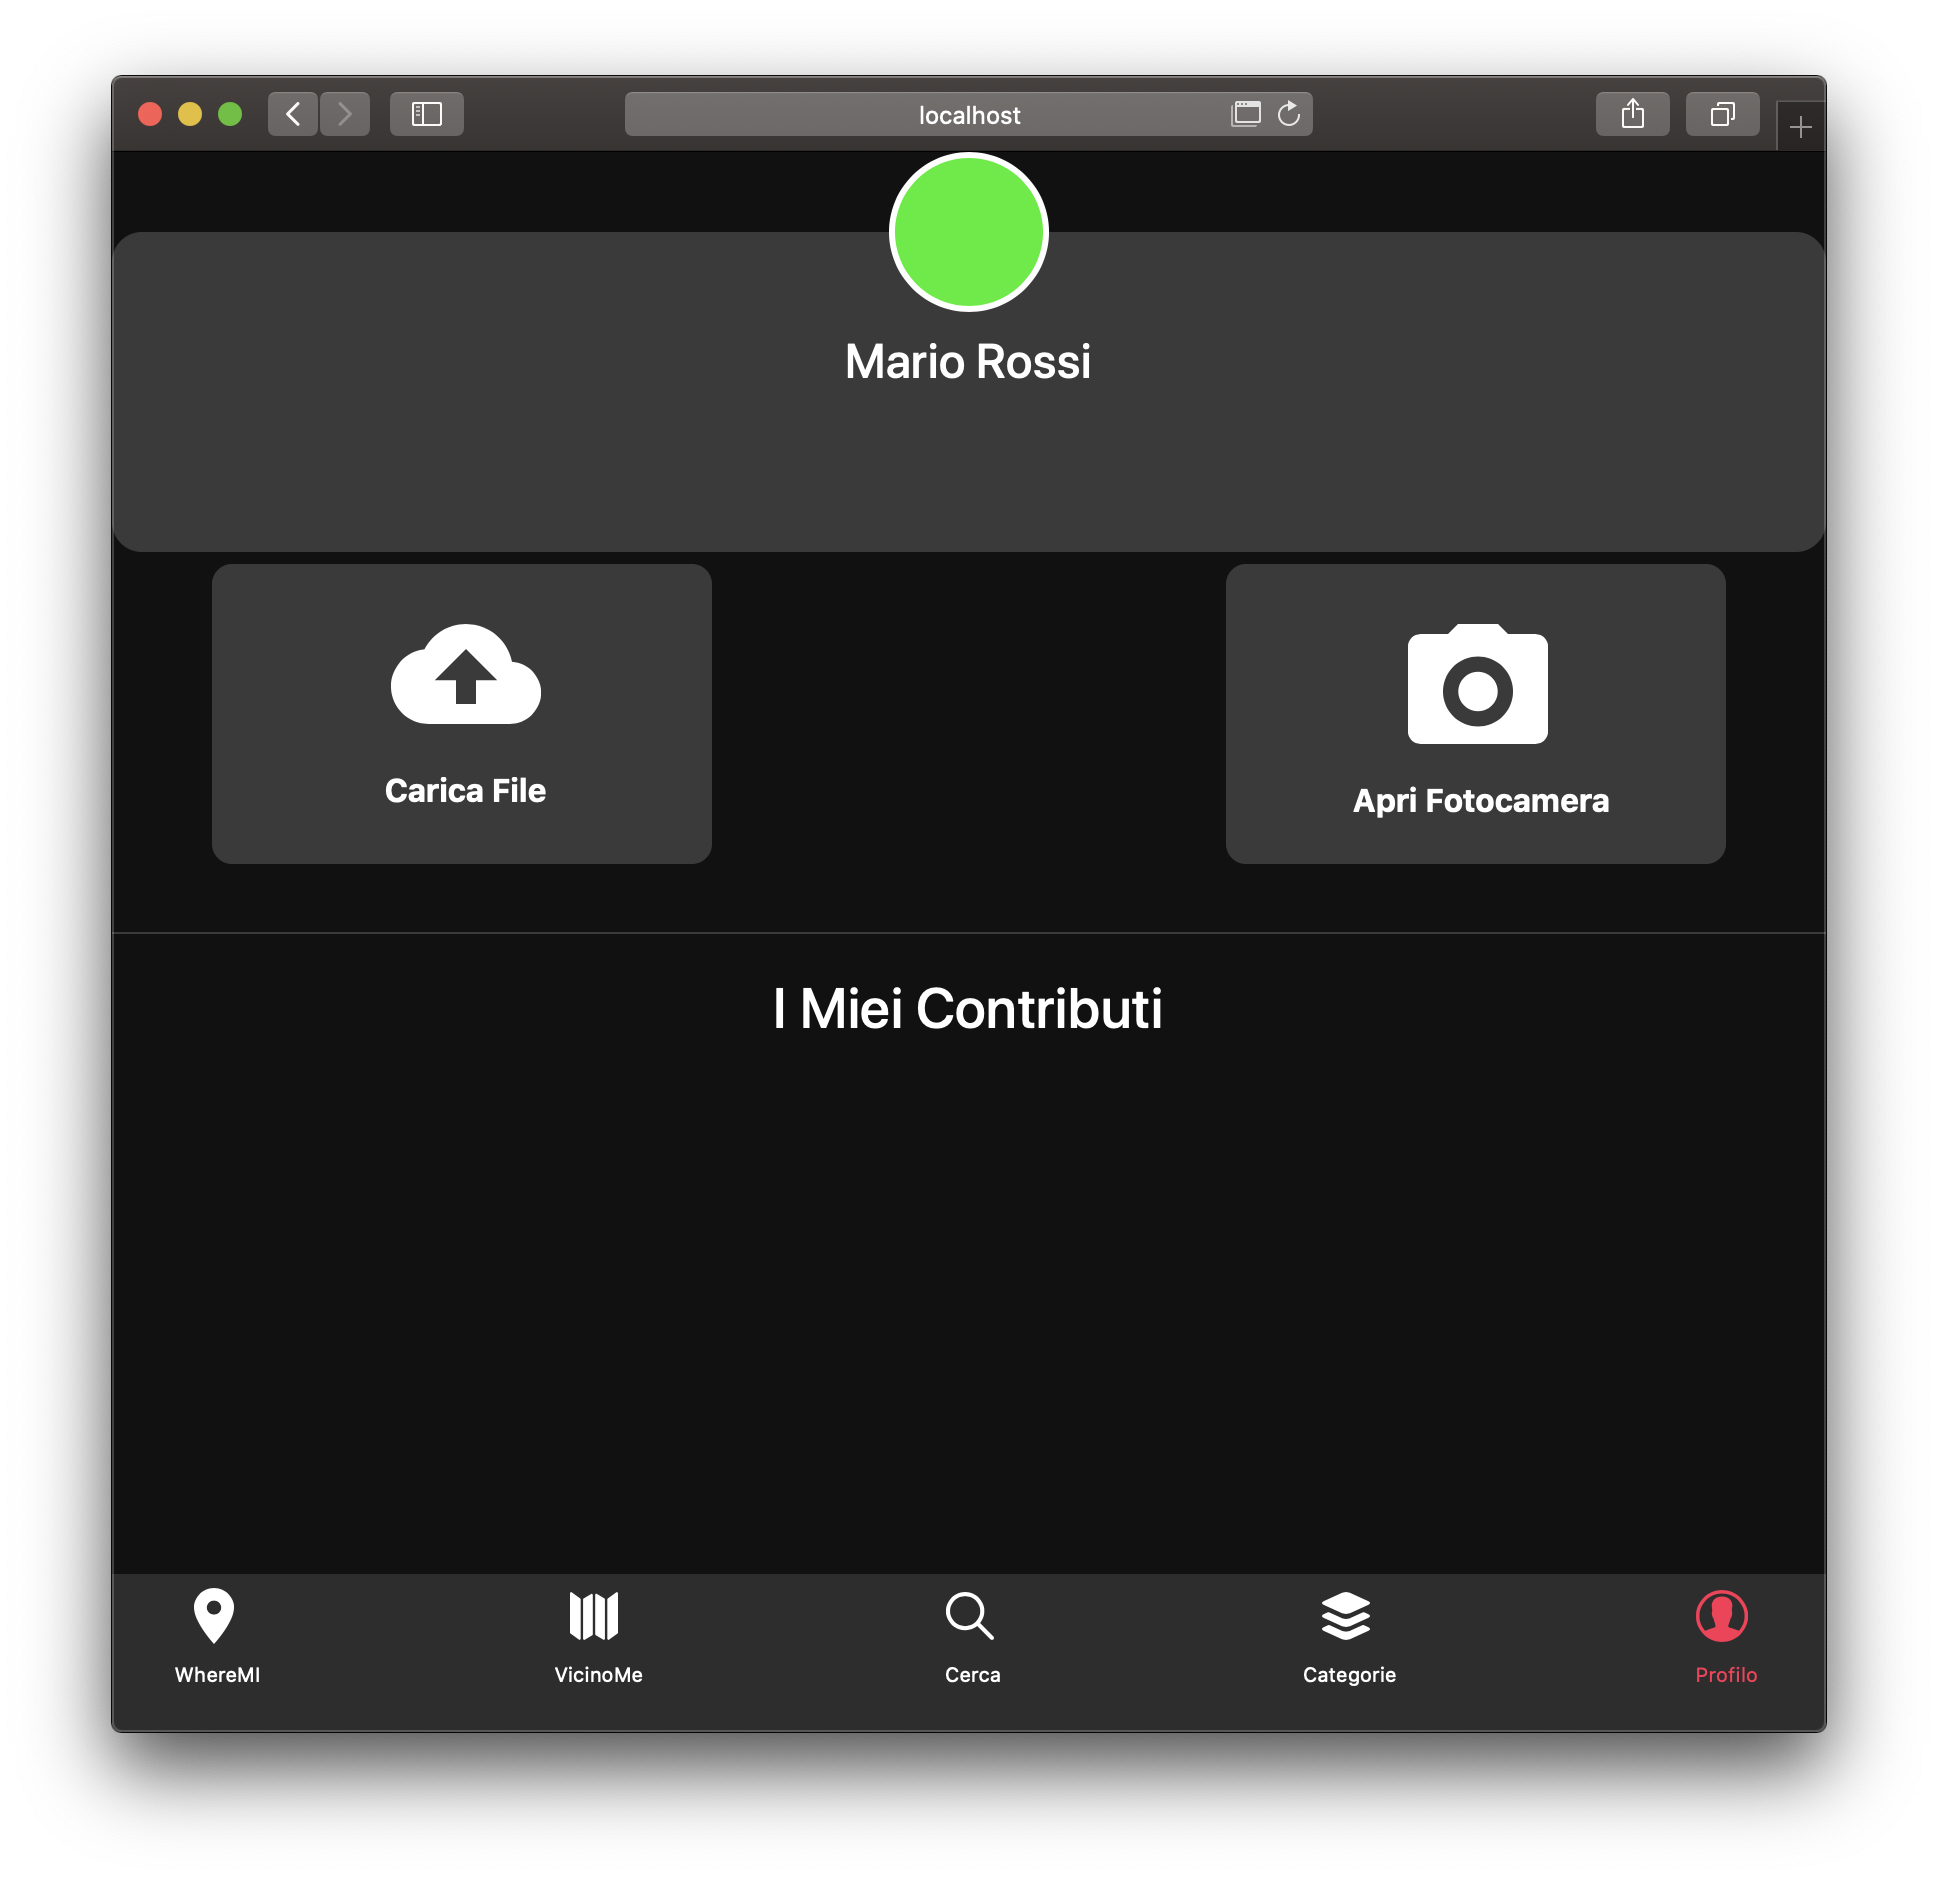 localhost
Mario Rossi
Carica File
Apri Fotocamera
I Miei Contributi
WhereMI
VicinoMe
Cerca
Categorie
Profilo